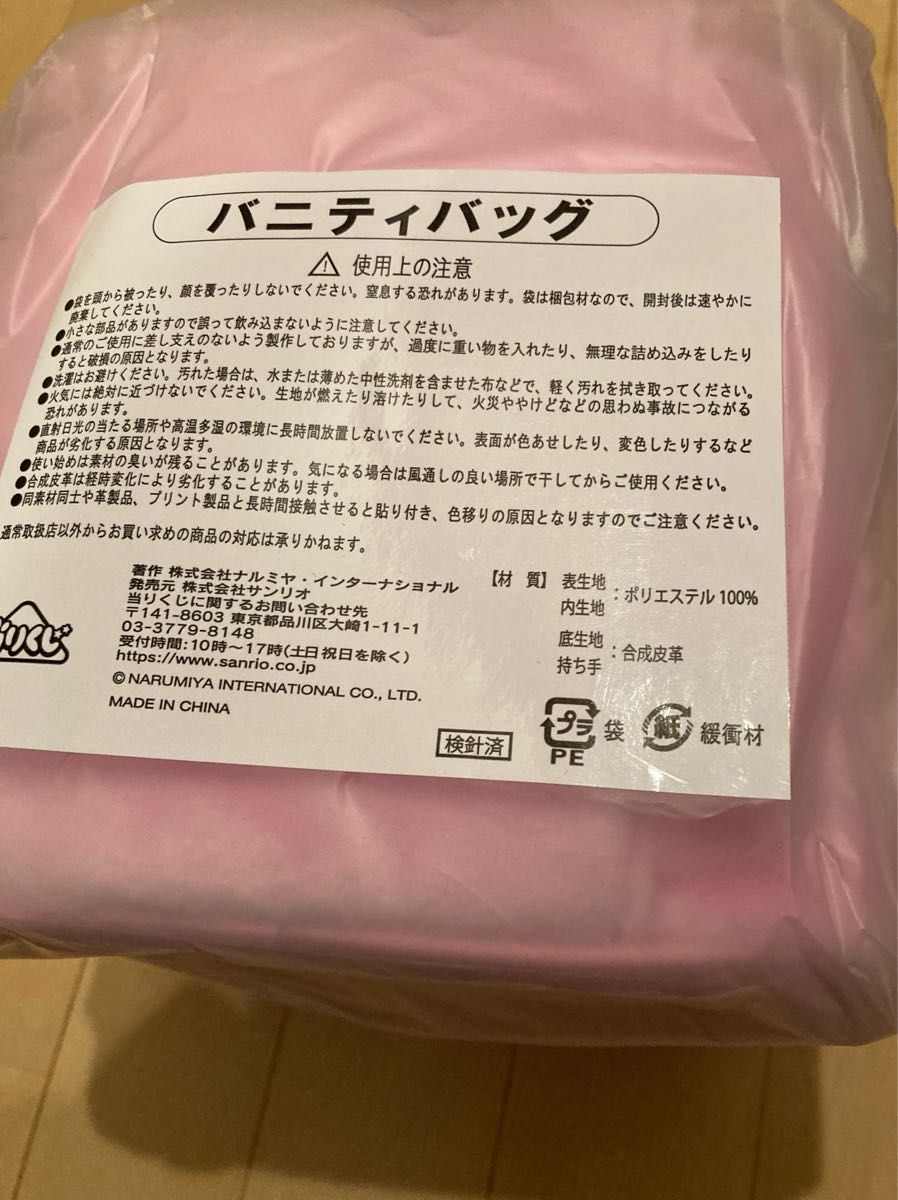 バニティバッグ
使用上の注意
●袋を頭から被ったり、顔を覆ったりしないでください。窒息する恐れがあります。袋は梱包材なので、開封後は速やかに
廃棄してください。
●小さな部品がありますので誤って飲み込まないように注意してください。
●通常のご使用に差し支えのないよう製作しておりますが、過度に重い物を入れたり、無理な詰め込みをしたり
すると破損の原因となります。
●洗濯はお避けください。汚れた場合は、水または薄めた中性洗剤を含ませた布などで、軽く汚れを拭き取ってください。
●火気には絶対に近づけないでください。生地が燃えたり溶けたりして、火災ややけどなどの思わぬ事故につながる
恐れがあります。
●直射日光の当たる場所や高温多湿の環境に長時間放置しないでください。表面が色あせしたり、変色したりするなど
商品が劣化する原因となります。
●使い始めは素材の臭いが残ることがあります。気になる場合は風通しの良い場所で干してからご使用ください。
●合成皮革は経時変化により劣化することがあります。
●同素材同士や革製品、プリント製品と長時間接触させると貼り付き、色移りの原因となりますのでご注意ください。
通常取扱店以外からお買い求めの商品の対応は承りかねます。
著作 株式会社ナルミヤ・インターナショナル
発売元 株式会社サンリオ
当りくじに関するお問い合わせ先
〒141-8603 東京都品川区大崎1-11-1
03-3779-8148
受付時間:10時～17時(土日祝日を除く)
https://www.sanrio.co.jp
© NARUMIYA INTERNATIONAL CO., LTD.
MADE IN CHINA
りくじ
【材 質】 表生地
内生地
:ポリエステル100%
底生地
持ち手
:合成皮革
検針済
プラ 袋
PE
紙 緩衝材